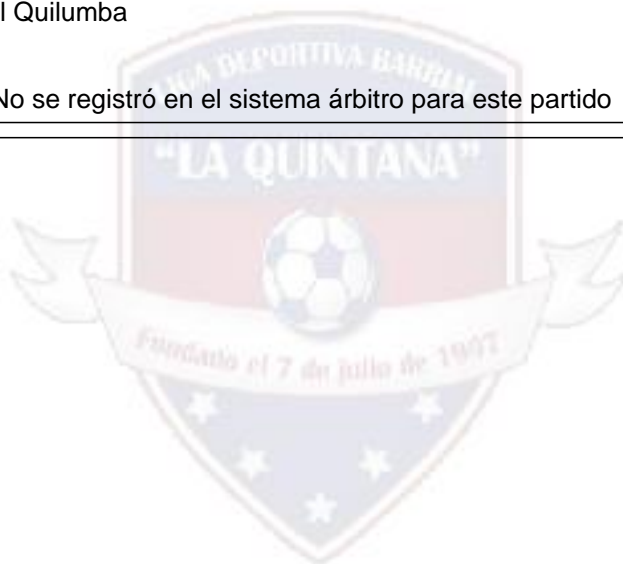 l Quilumba
No se registró en el sistema árbitro para este partido
LIGA DEPORTIVA BARRIAL
"LA QUINTANA"
Fundado el 7 de julio de 1997